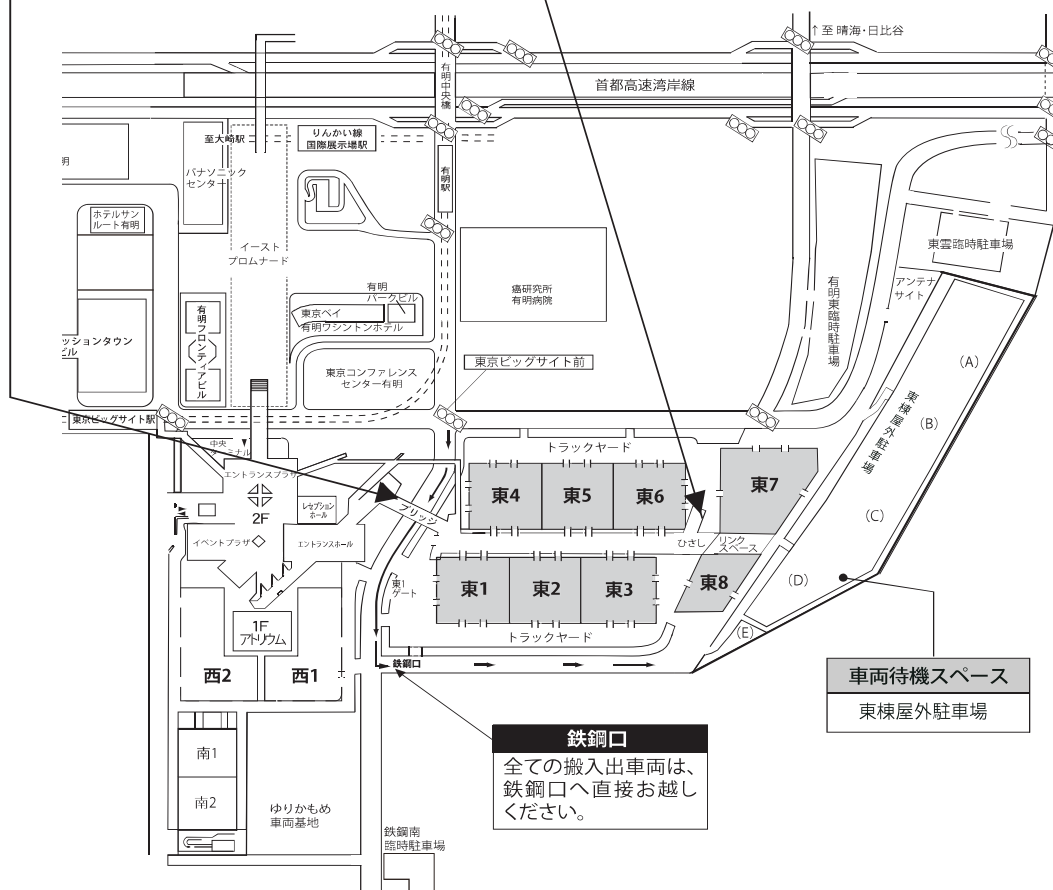 ↑至 晴海・日比谷
有明中央橋
首都高速湾岸線
至大崎駅
りんかい線
国際展示場駅
明
パナソニック
センター
有明駅
ホテルサン
ルート有明
イースト
プロムナード
東雲臨時駐車場
アンテナ
サイト
癌研究所
有明病院
有明東臨時駐車場
有明
パークビル
東京ベイ
有明ワシントンホテル
有明フロンティアビル
ッションタウン
ビル
東京ビッグサイト前
東京コンファレンス
センター有明
(A)
(B)
(C)
(D)
(E)
東棟屋外駐車場
東京ビッグサイト駅
中央
ターミナル
トラックヤード
エントランスプラザ
2F
レセプション
ホール
ブリッジ
東4
東5
東6
東7
イベントプラザ
エントランスホール
ひさし
リンク
スペース
東1
ゲート
東1
東2
東3
東8
1F
アトリウム
トラックヤード
西2
西1
鉄鋼口
車両待機スペース
東棟屋外駐車場
鉄鋼口
全ての搬入出車両は、
鉄鋼口へ直接お越し
ください。
南1
南2
ゆりかもめ
車両基地
鉄鋼南
臨時駐車場